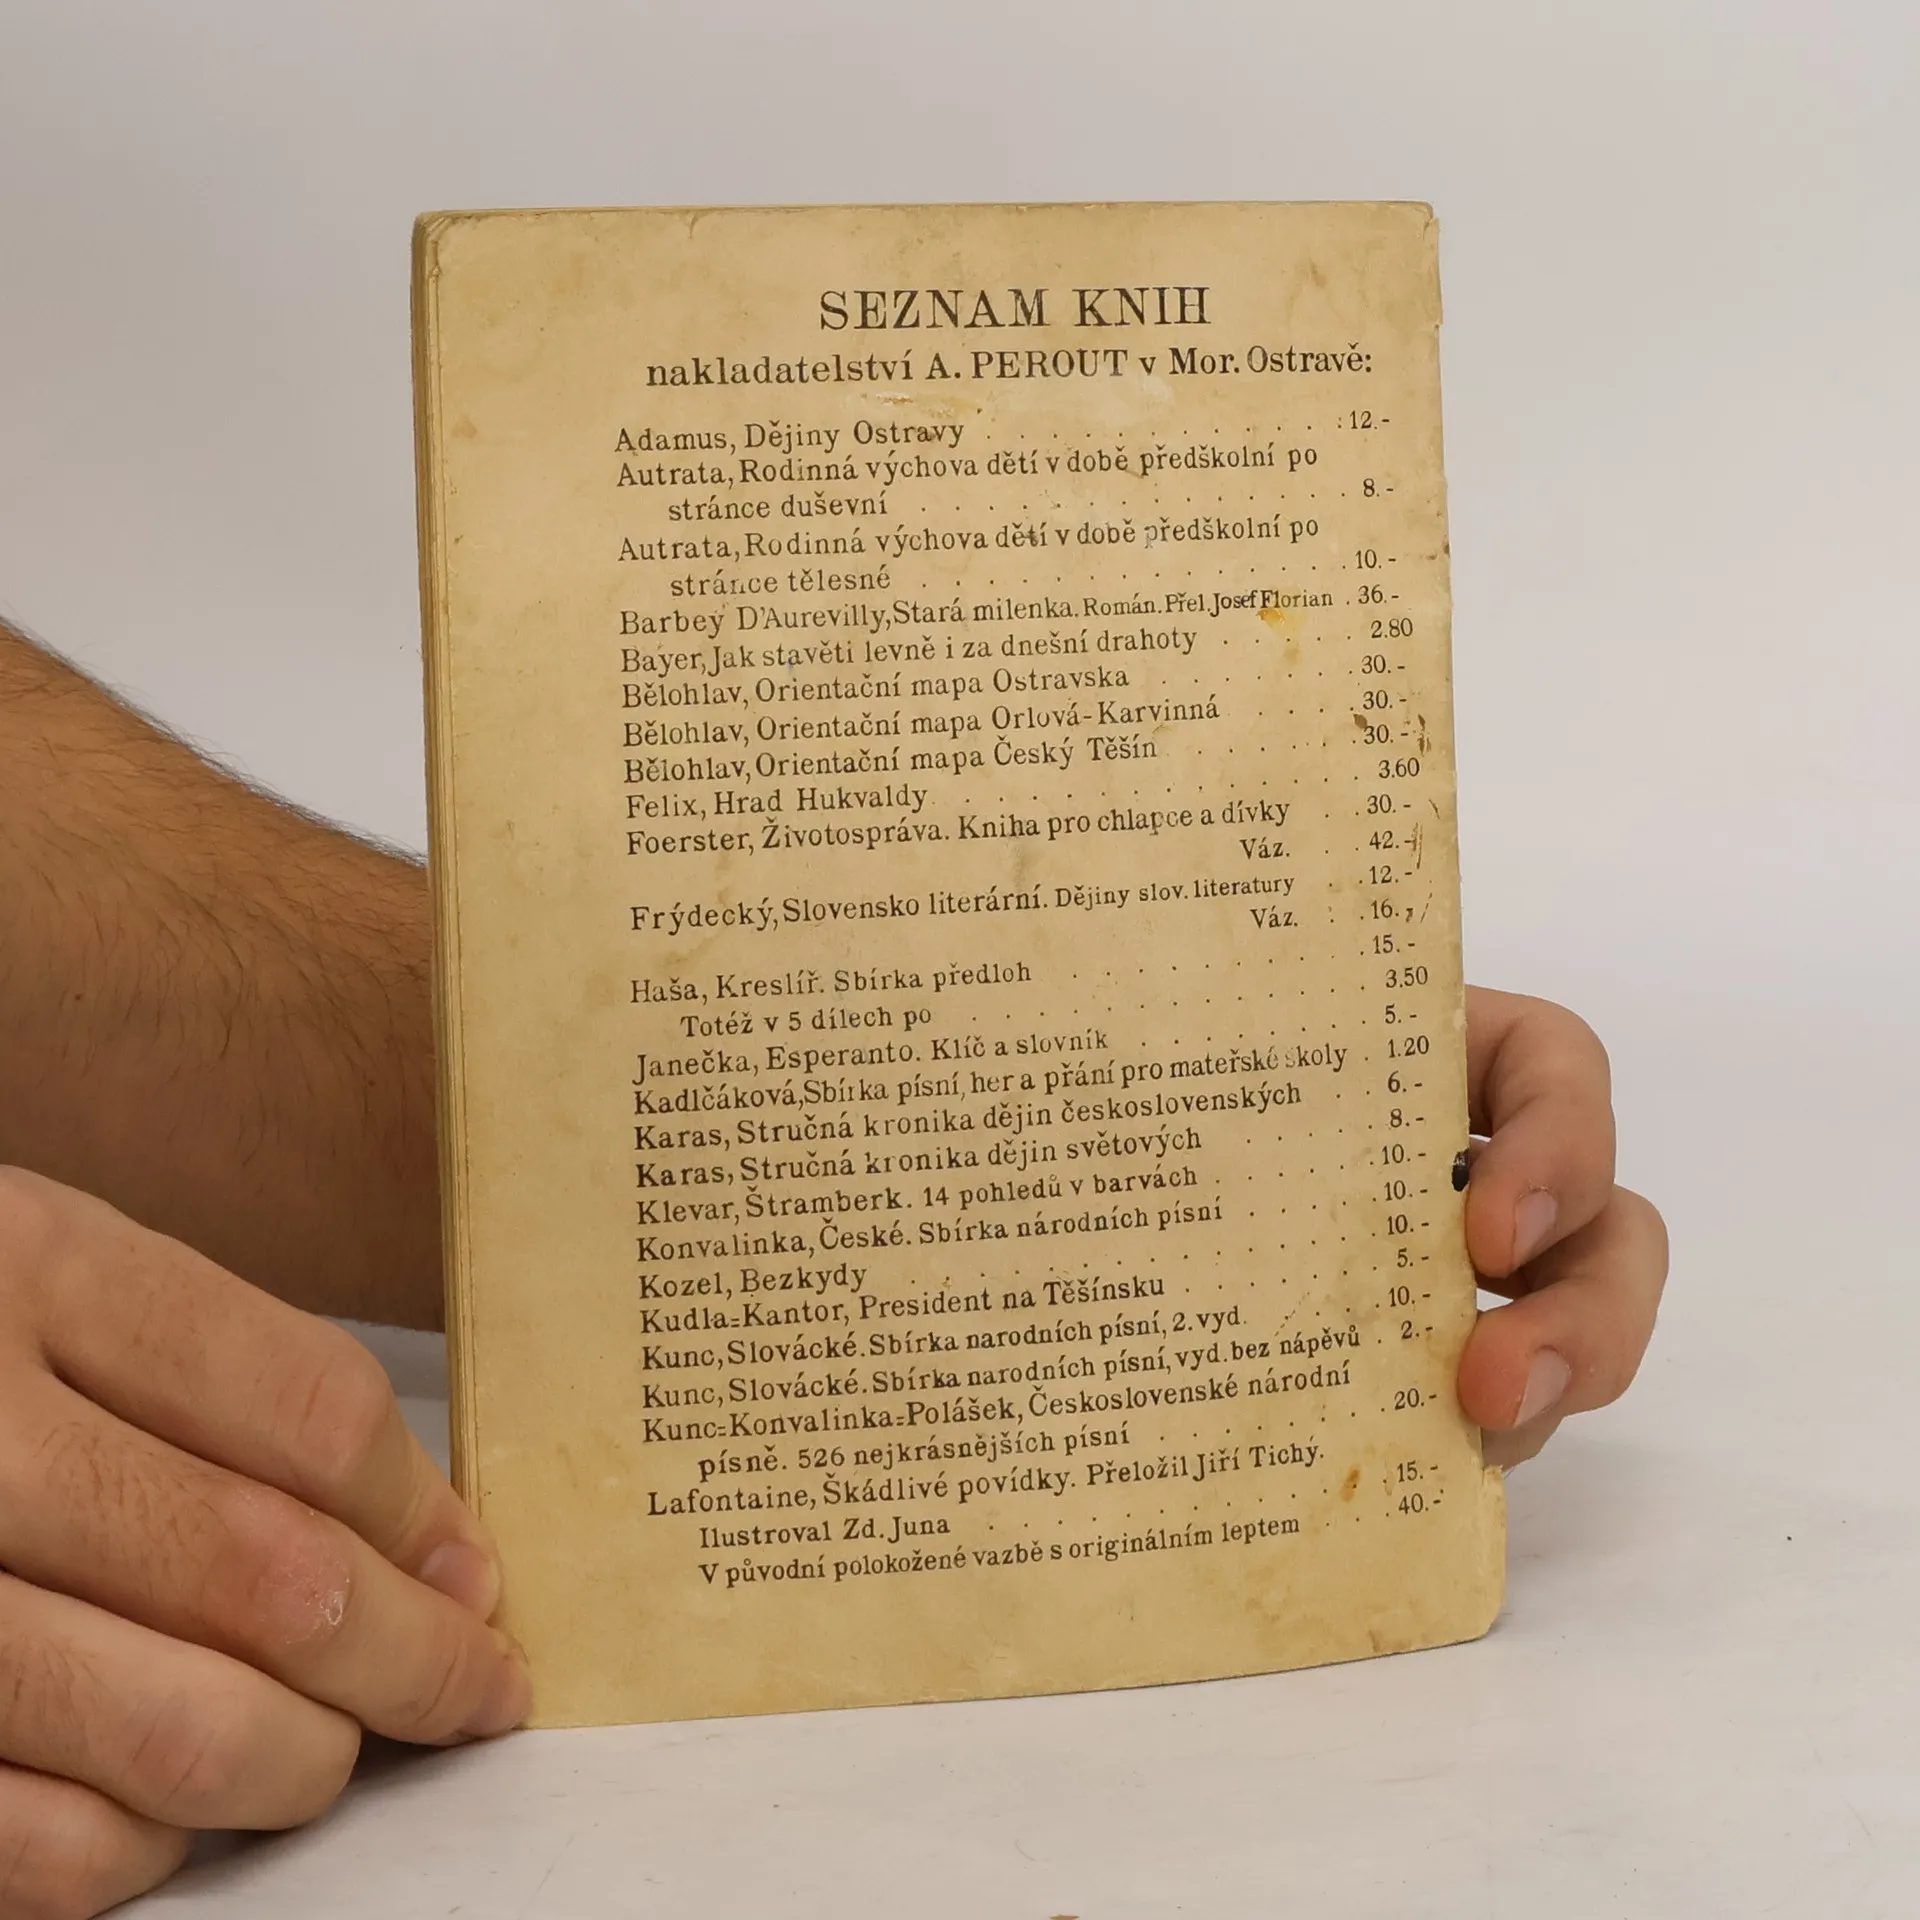 SEZNAM KNIH
nakladatelství A. PEROUT v Mor. Ostravě:
Adamus, Dějiny Ostravy . . . . . . . . . . . : 12.-
Autrata, Rodinná výchova dětí v době předškolní po
stránce duševní . . . . . . . . . . . . . 8.-
Autrata, Rodinná výchova dětí v době předškolní po
stránce tělesné . . . . . . . . . . . . . 10.-
Barbey D'Aurevilly, Stará milenka. Román. Přel. Josef Florian . 36.-
Bayer, Jak stavěti levně i za dnešní drahoty . . . . . 2.80
Bělohlav, Orientační mapa Ostravska . . . . . . . 30.-
Bělohlav, Orientační mapa Orlová-Karvinná . . . . 30.-
Bělohlav, Orientační mapa Český Těšín . . . . . . 30.-
Felix, Hrad Hukvaldy . . . . . . . . . . . . 3.60
Foerster, Životospráva. Kniha pro chlapce a dívky . . 30.-
Váz. . . 42.-
Frýdecký, Slovensko literární. Dějiny slov. literatury . . 12.-
Váz. : . 16.-
Haša, Kreslíř. Sbírka předloh . . . . . . . . . . 15.-
Totéž v 5 dílech po . . . . . . . . . . . . . 3.50
Janečka, Esperanto. Klíč a slovník . . . . . . . . 5.-
Kadlčáková, Sbírka písní, her a přání pro mateřské školy . 1.20
Karas, Stručná kronika dějin československých . . 6.-
Karas, Stručná kronika dějin světových . . . . . 8.-
Klevar, Štramberk. 14 pohledů v barvách . . . . . . 10.-
Konvalinka, České. Sbírka národních písní . . . . . 10.-
Kozel, Bezkydy . . . . . . . . . . . . . . 10.-
Kudla=Kantor, President na Těšínsku . . . . . . . 5.-
Kunc, Slovácké. Sbírka narodních písní, 2. vyd. . . . . 10.-
Kunc, Slovácké. Sbírka narodních písní, vyd. bez nápěvů . 2.-
Kunc=Konvalinka=Polášek, Československé národní
písně. 526 nejkrásnějších písní . . . . . . . 20.-
Lafontaine, Škádlivé povídky. Přeložil Jiří Tichý.
Ilustroval Zd. Juna . . . . . . . . . . . . 15.-
V původní polokožené vazbě s originálním leptem . . . 40.-